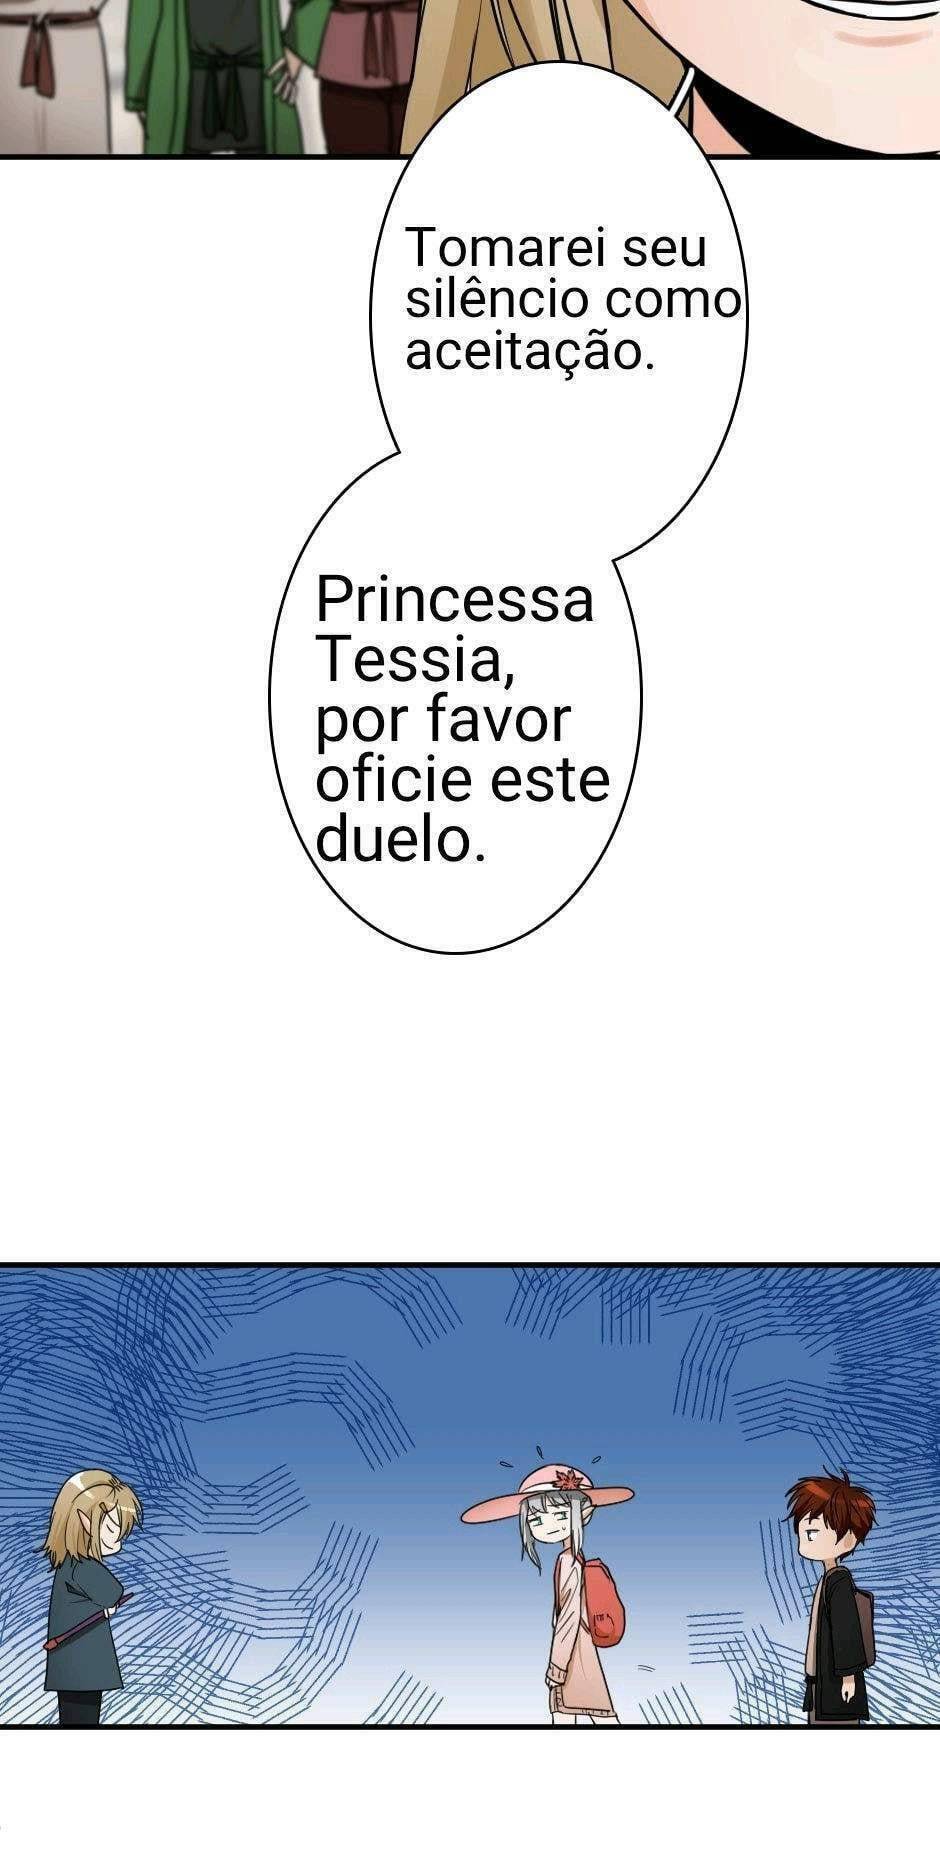 Tomarei seu
silêncio como
aceitação.
Princessa
Tessia,
por favor
oficie este
duelo.